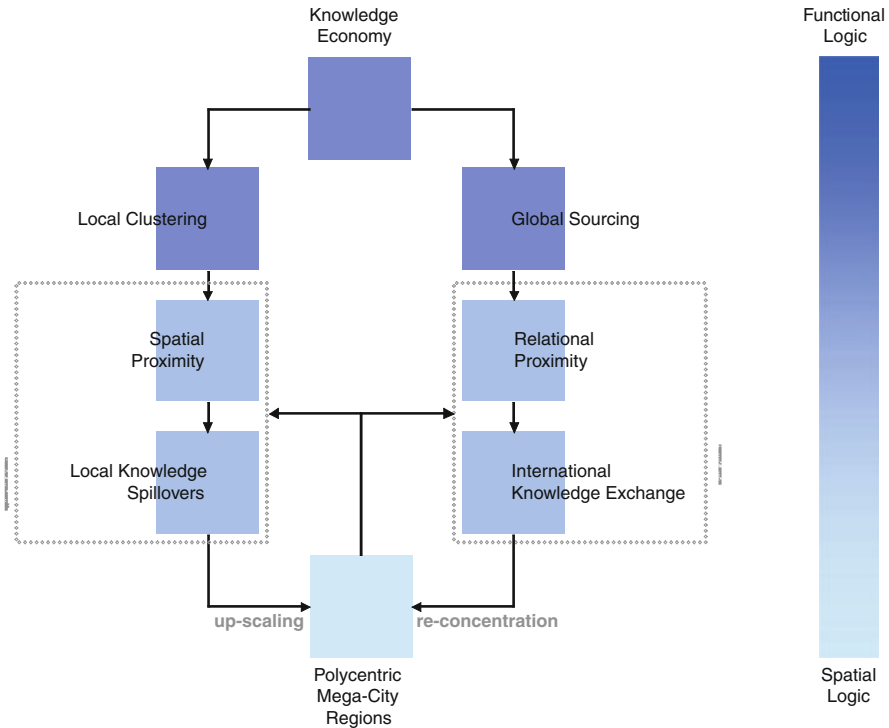 Knowledge
Economy
Functional
Logic
Local Clustering
Global Sourcing
Spatial
Proximity
Relational
Proximity
Local Knowledge
Spillovers
International
Knowledge Exchange
up-scaling
re-concentration
Polycentric
Mega-City
Regions
Spatial
Logic